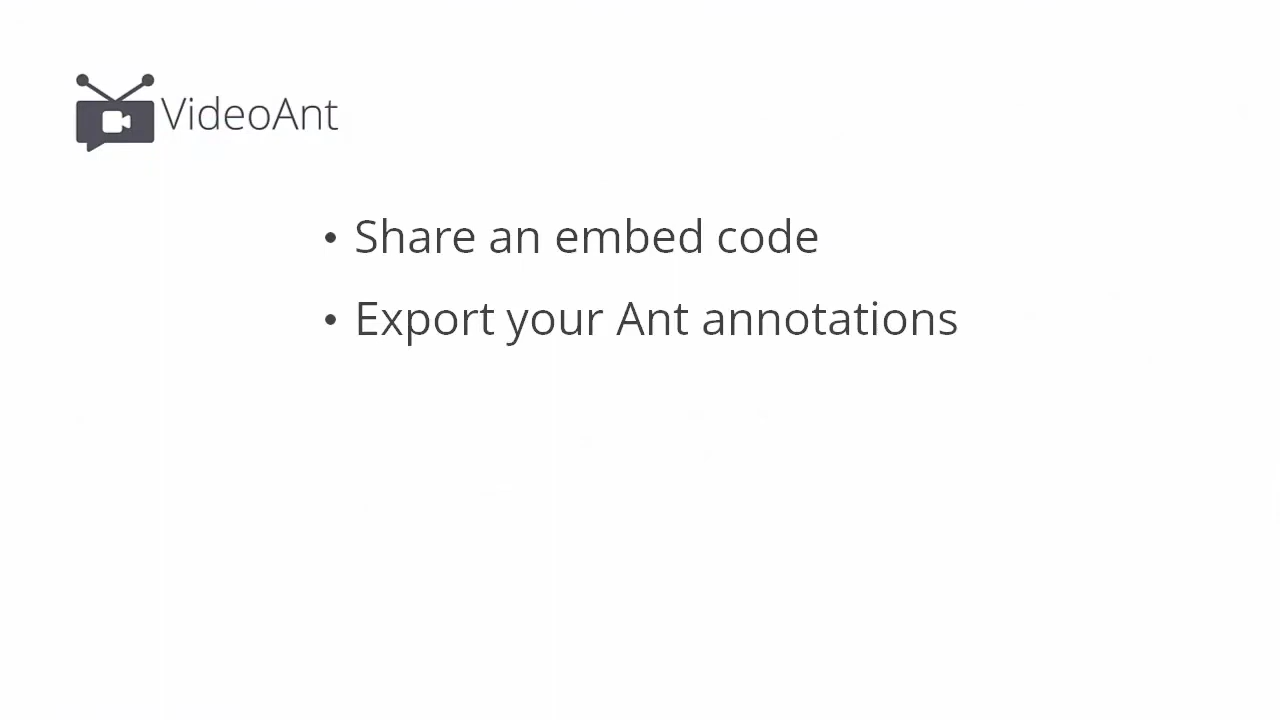 VideoAnt
• Share an embed code
• Export your Ant annotations